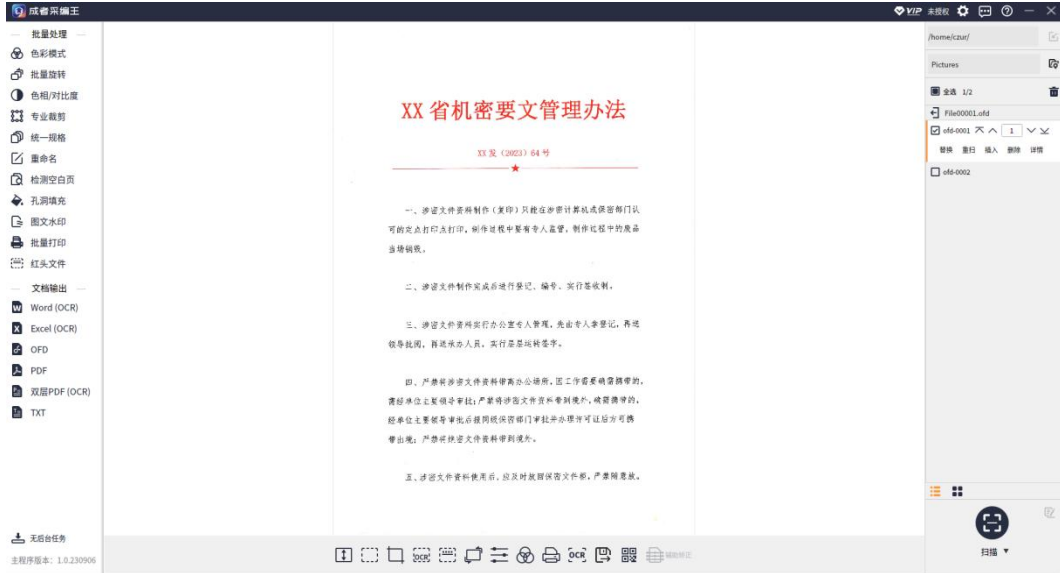 成者采编王
VIP 未授权
批量处理
色彩模式
批量旋转
色相/对比度
专业裁剪
统一规格
重命名
检测空白页
孔洞填充
图文水印
批量打印
红头文件
文档输出
Word (OCR)
Excel (OCR)
OFD
PDF
双层PDF (OCR)
TXT
无后台任务
主程序版本: 1.0.230906
XX 省机密要文管理办法
XX 发（2023）64 号
一、涉密文件资料制作（复印）只能在涉密计算机或保密部门认
可的定点打印点打印，制作过程中要有专人监督，制作过程中的废品
当场销毁。
二、涉密文件制作完成后进行登记、编号、实行签收制。
三、涉密文件资料实行办公室专人管理，先由专人拿登记，再送
领导批阅，再送承办人员，实行层层运转签字。
四、严禁将涉密文件资料带离办公场所，因工作需要确需携带的，
需经单位主要领导审批；严禁将涉密文件资料带到境外，确需携带的，
经单位主要领导审批后报同级保密部门审批并办理许可证后方可携
带出境；严禁将绝密文件资料带到境外。
五、涉密文件资料使用后，应及时放回保密文件柜，严禁随意放。
OCR
OCR
辅助矫正
/home/czur/
Pictures
全选 1/2
File00001.ofd
ofd-0001 1
替换 重扫 插入 删除 详情
ofd-0002
扫描